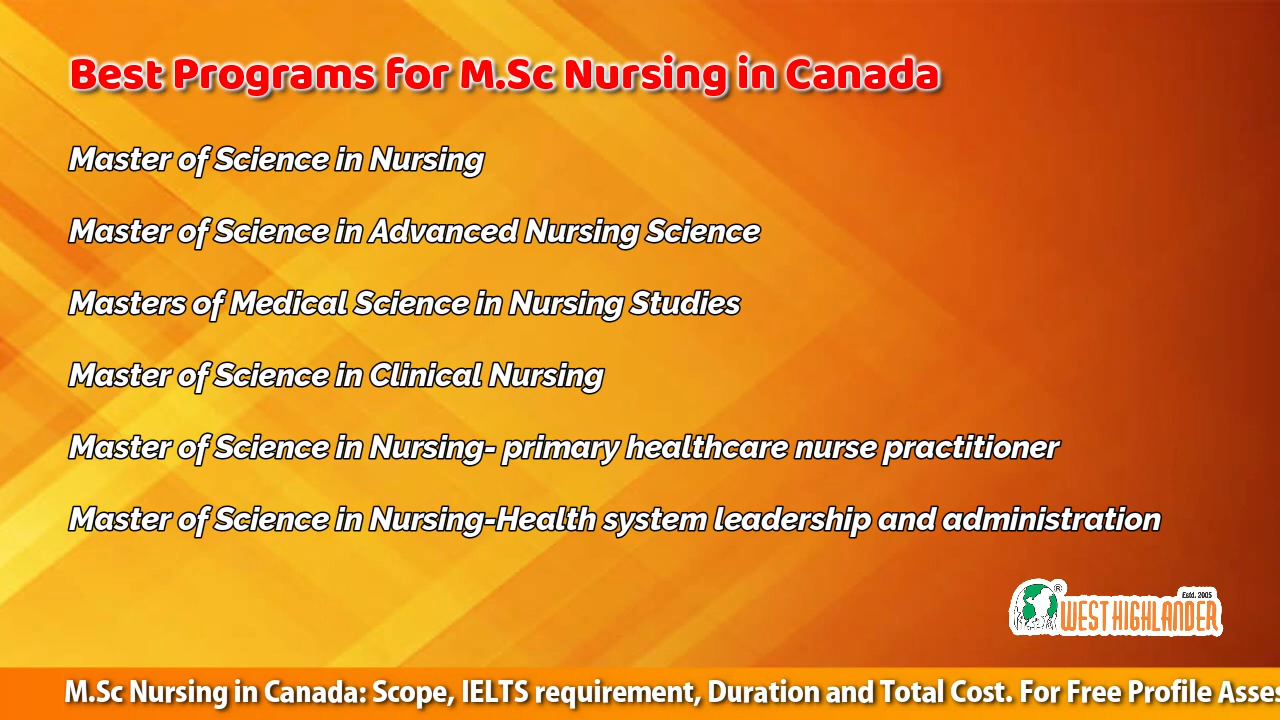 Best Programs for M.Sc Nursing in Canada
Master of Science in Nursing
Master of Science in Advanced Nursing Science
Masters of Medical Science in Nursing Studies
Master of Science in Clinical Nursing
Master of Science in Nursing- primary healthcare nurse practitioner
Master of Science in Nursing-Health system leadership and administration
Estd. 2005
®
WEST HIGHLANDER
M.Sc Nursing in Canada: Scope, IELTS requirement, Duration and Total Cost. For Free Profile